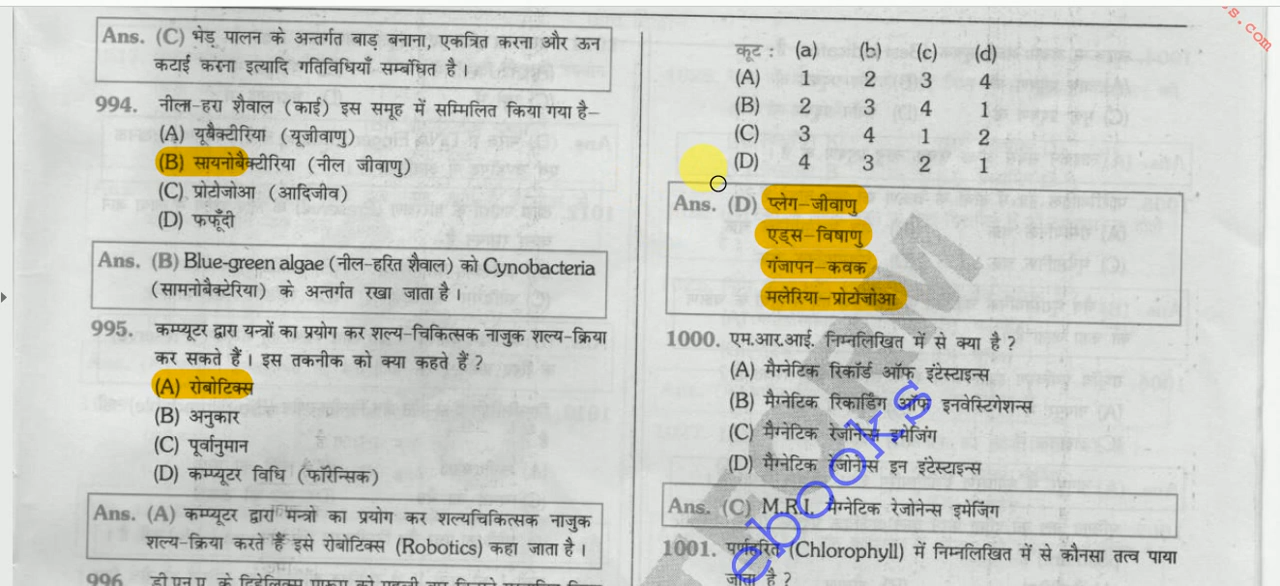 Ans. (C) भेड़ पालन के अन्तर्गत बाड़ बनाना, एकत्रित करना और ऊन
कटाई करना इत्यादि गतिविधियाँ सम्बंधित है।
994. नीला-हरा शैवाल (काई) इस समूह में सम्मिलित किया गया है–
(A) यूबैक्टीरिया (यूजीवाणु)
(B) सायनोबैक्टीरिया (नील जीवाणु)
(C) प्रोटोजोआ (आदिजीव)
(D) फफूँदी
Ans. (B) Blue-green algae (नील-हरित शैवाल) को Cynobacteria
(सामनोबैक्टेरिया) के अन्तर्गत रखा जाता है।
995. कम्प्यूटर द्वारा यन्त्रों का प्रयोग कर शल्य-चिकित्सक नाजुक शल्य-क्रिया
कर सकते हैं। इस तकनीक को क्या कहते हैं?
(A) रोबोटिक्स
(B) अनुकार
(C) पूर्वानुमान
(D) कम्प्यूटर विधि (फॉरेन्सिक)
Ans. (A) कम्प्यूटर द्वारा मन्त्रों का प्रयोग कर शल्यचिकित्सक नाजुक
शल्य-क्रिया करते हैं इसे रोबोटिक्स (Robotics) कहा जाता है।
996.
कूट : (a) (b) (c) (d)
(A) 1 2 3 4
(B) 2 3 4 1
(C) 3 4 1 2
(D) 4 3 2 1
Ans. (D) प्लेग–जीवाणु
एड्स–विषाणु
गंजापन–कवक
मलेरिया–प्रोटोजोआ
1000. एम.आर.आई. निम्नलिखित में से क्या है?
(A) मैग्नेटिक रिकॉर्ड ऑफ इंटेस्टाइन्स
(B) मैग्नेटिक रिकार्डिंग ऑफ इनवेस्टिगेशन्स
(C) मैग्नेटिक रेजोनेन्स इमेजिंग
(D) मैग्नेटिक रेजोनेन्स इन इंटेस्टाइन्स
Ans. (C) M.R.I. मैग्नेटिक रेजोनेन्स इमेजिंग
1001. पर्णहरित (Chlorophyll) में निम्नलिखित में से कौनसा तत्व पाया
जाता है?
ebooks
s.com